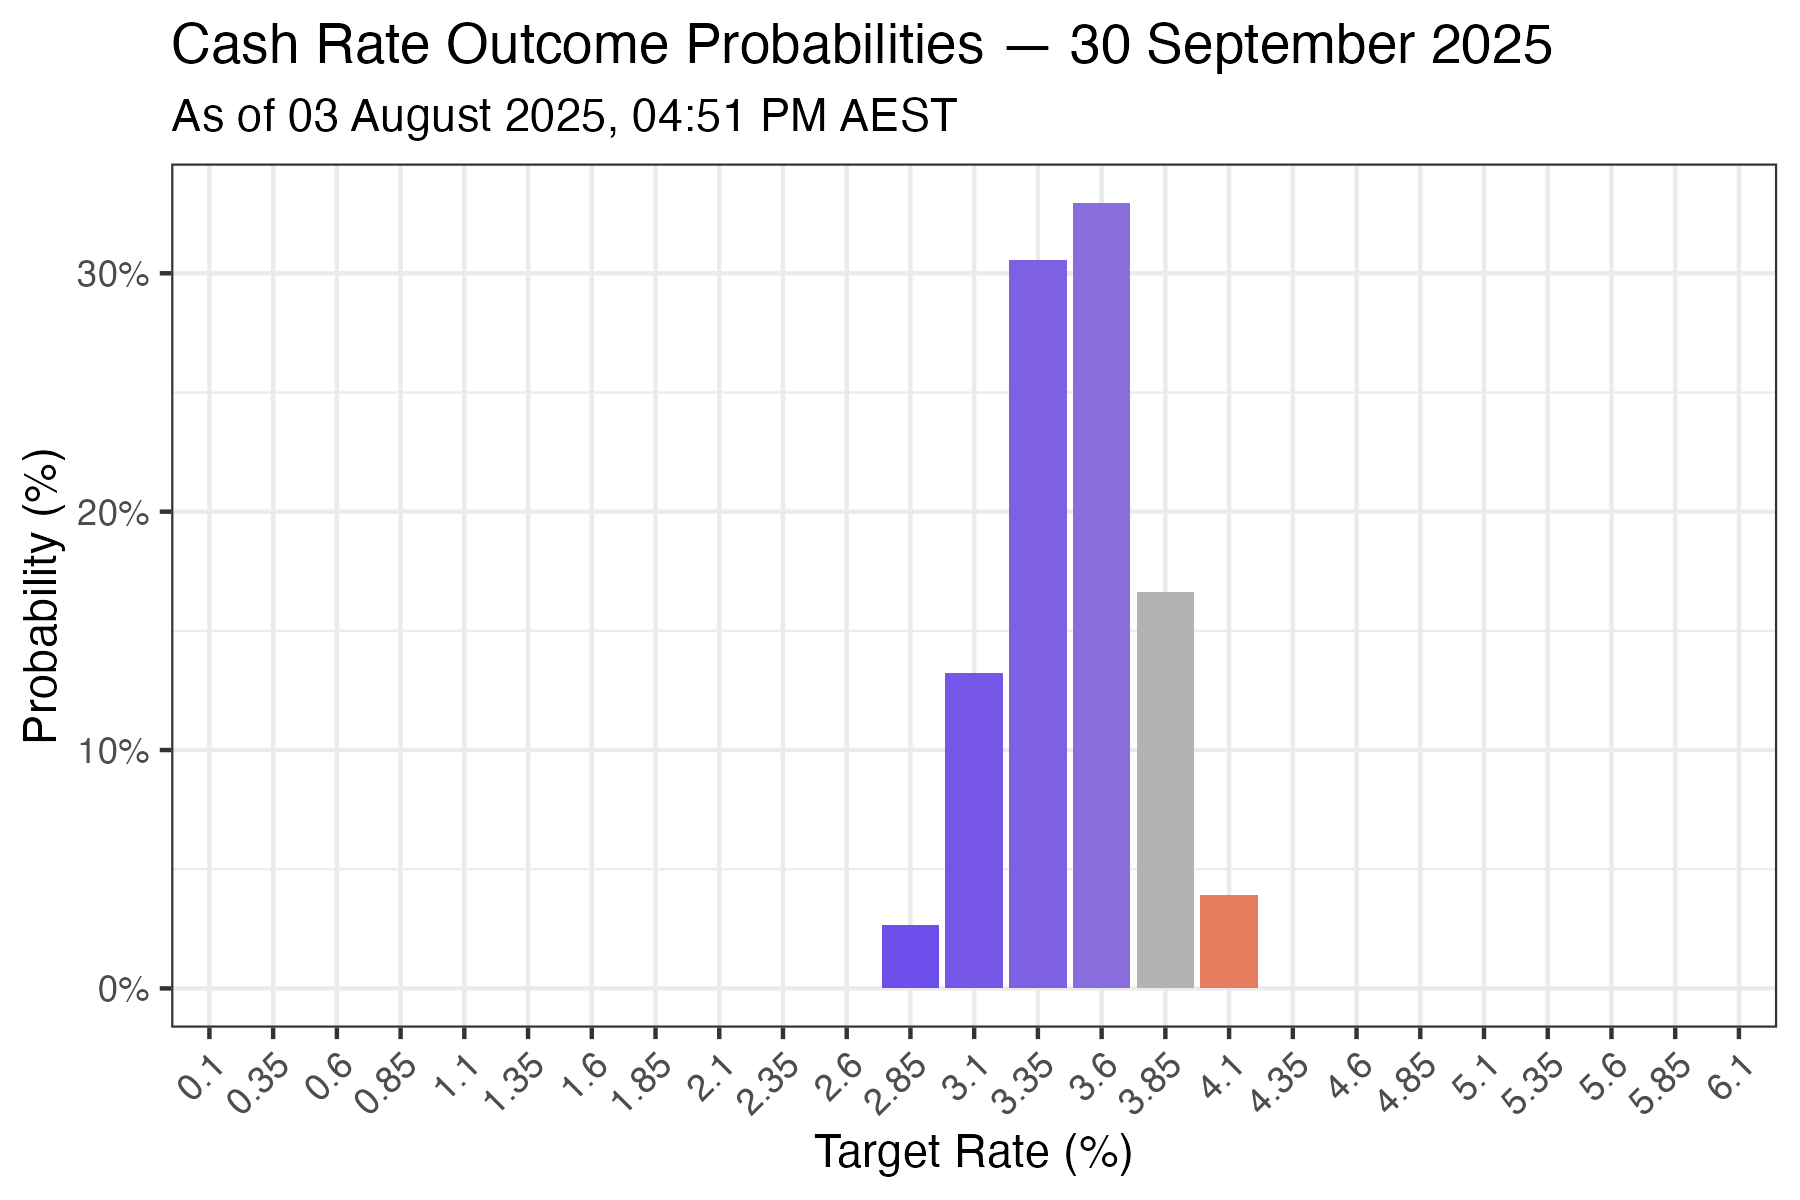 Cash Rate Outcome Probabilities — 30 September 2025
As of 03 August 2025, 04:51 PM AEST
Probability (%)
30%
20%
10%
0%
0.1 0.35 0.6 0.85 1.1 1.35 1.6 1.85 2.1 2.35 2.6 2.85 3.1 3.35 3.6 3.85 4.1 4.35 4.6 4.85 5.1 5.35 5.6 5.85 6.1
Target Rate (%)